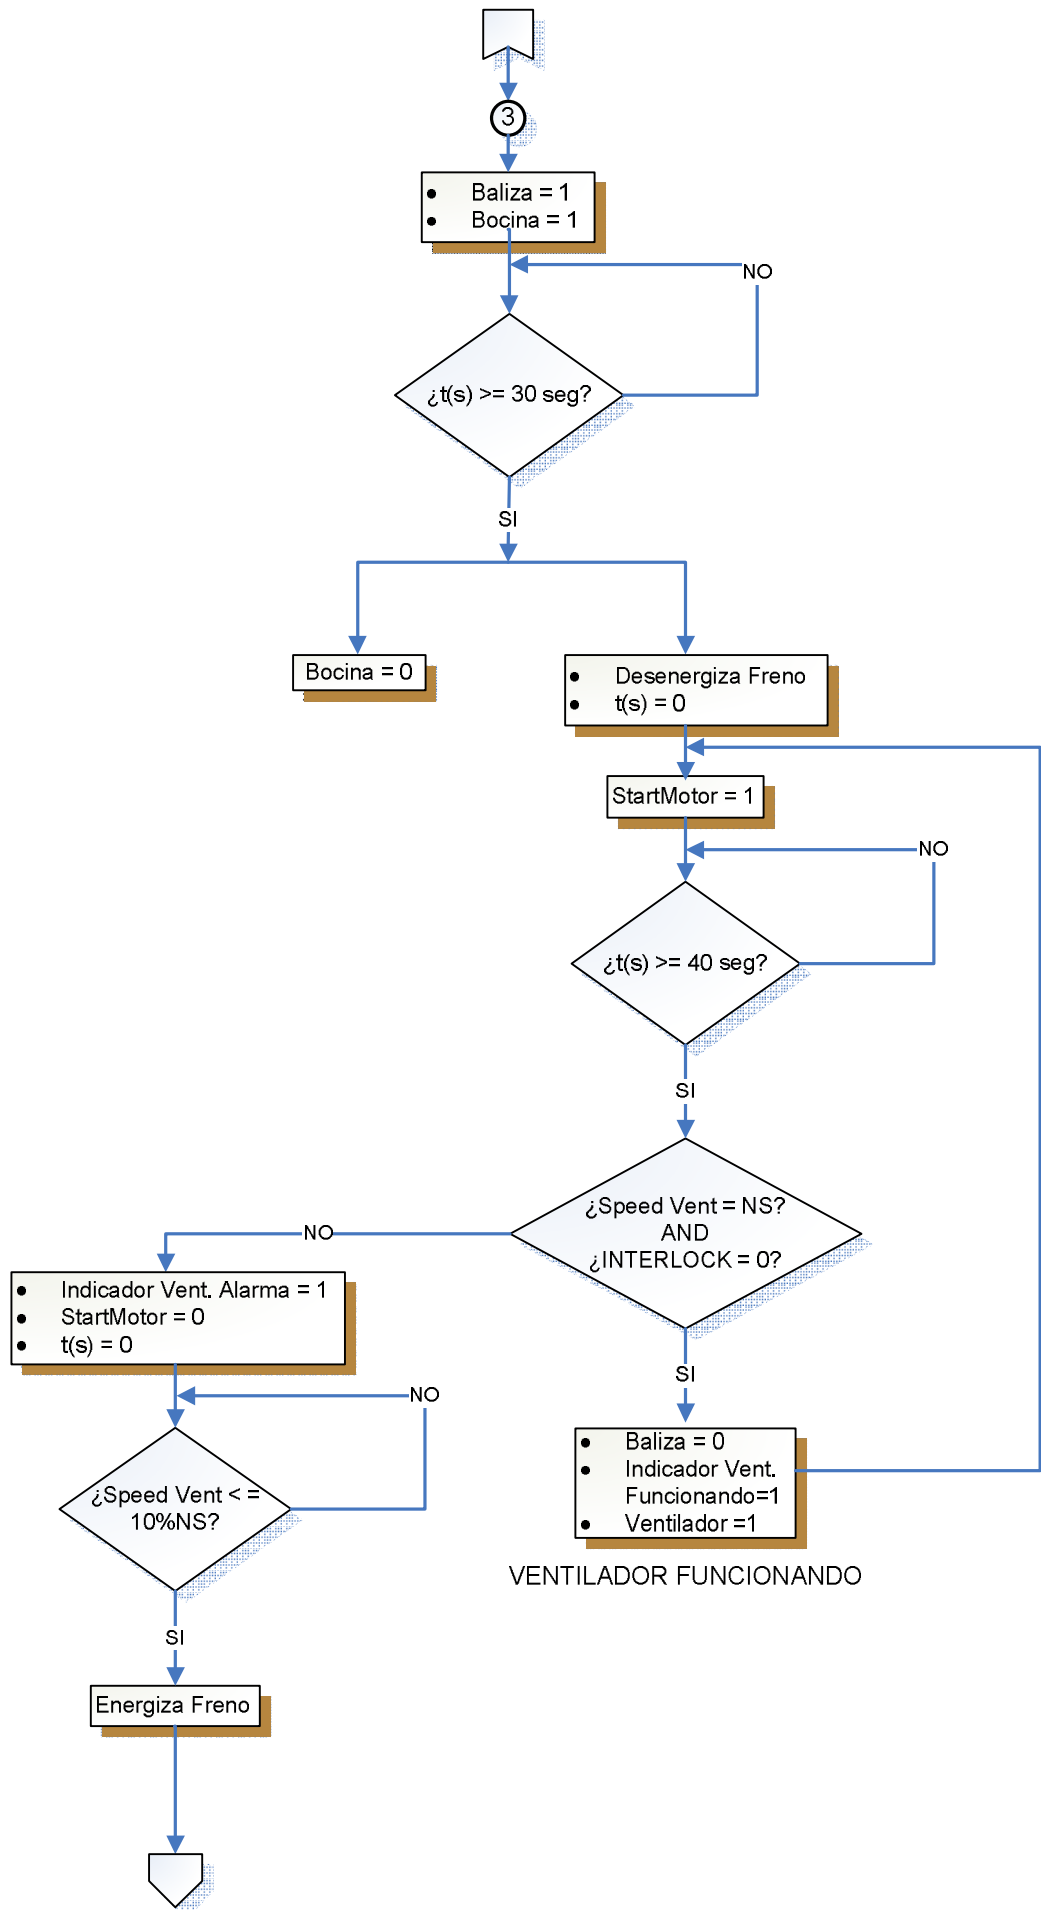 3
• Baliza = 1
• Bocina = 1
NO
¿t(s) >= 30 seg?
SI
Bocina = 0
• Desenergiza Freno
• t(s) = 0
StartMotor = 1
NO
¿t(s) >= 40 seg?
SI
¿Speed Vent = NS?
AND
¿INTERLOCK = 0?
NO
• Indicador Vent. Alarma = 1
• StartMotor = 0
• t(s) = 0
SI
NO
• Baliza = 0
• Indicador Vent.
Funcionando=1
• Ventilador =1
¿Speed Vent < =
10%NS?
VENTILADOR FUNCIONANDO
SI
Energiza Freno